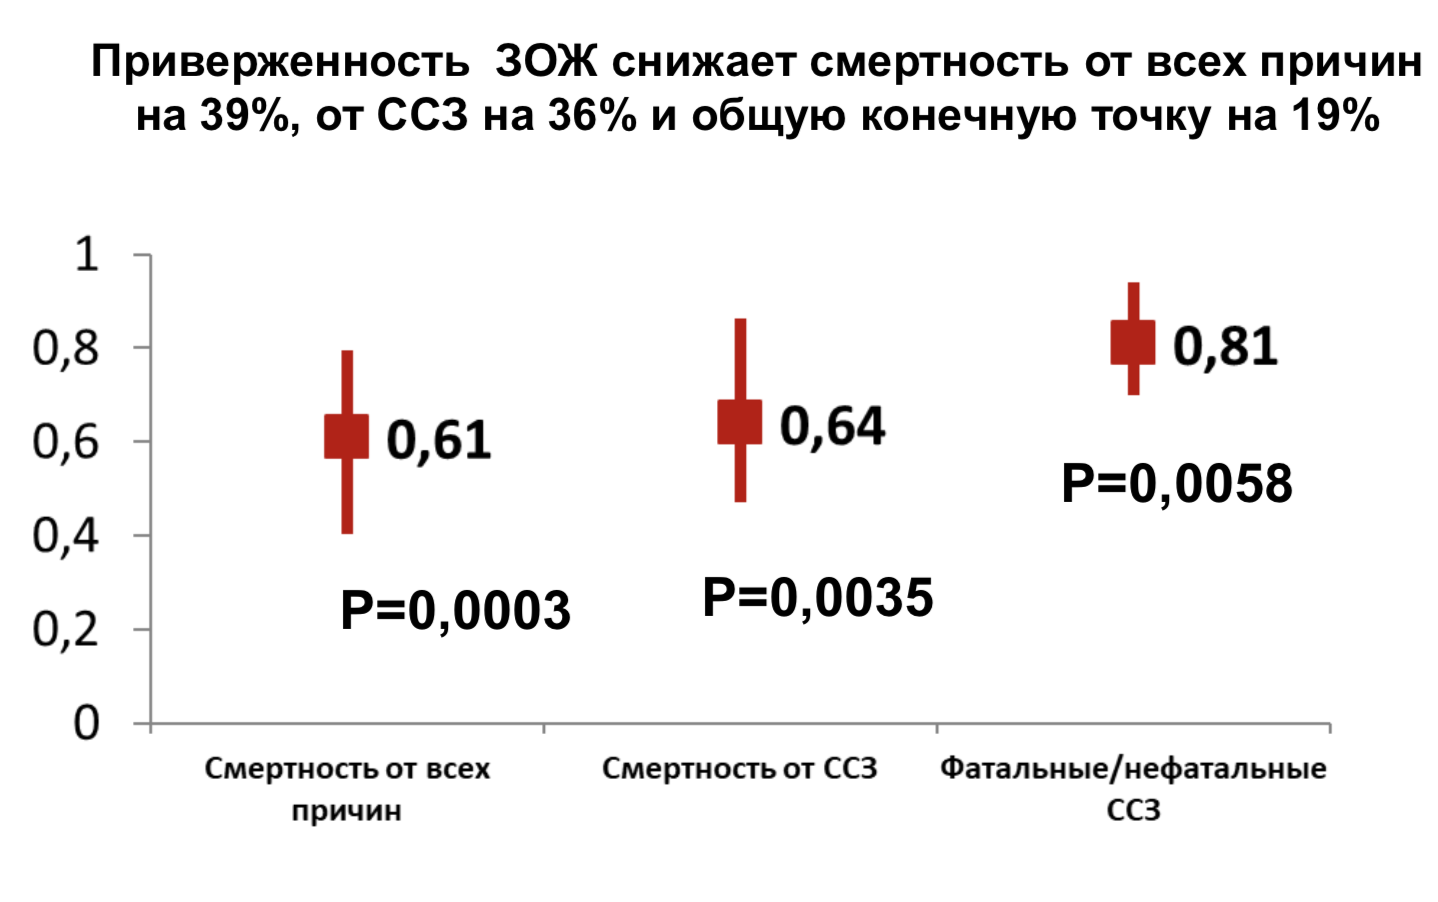 Приверженность ЗОЖ снижает смертность от всех причин
на 39%, от ССЗ на 36% и общую конечную точку на 19%
1
0,8
0,6
0,4
0,2
0
0,61
0,64
0,81
P=0,0003
P=0,0035
P=0,0058
Смертность от всех
причин
Смертность от ССЗ
Фатальные/нефатальные
ССЗ